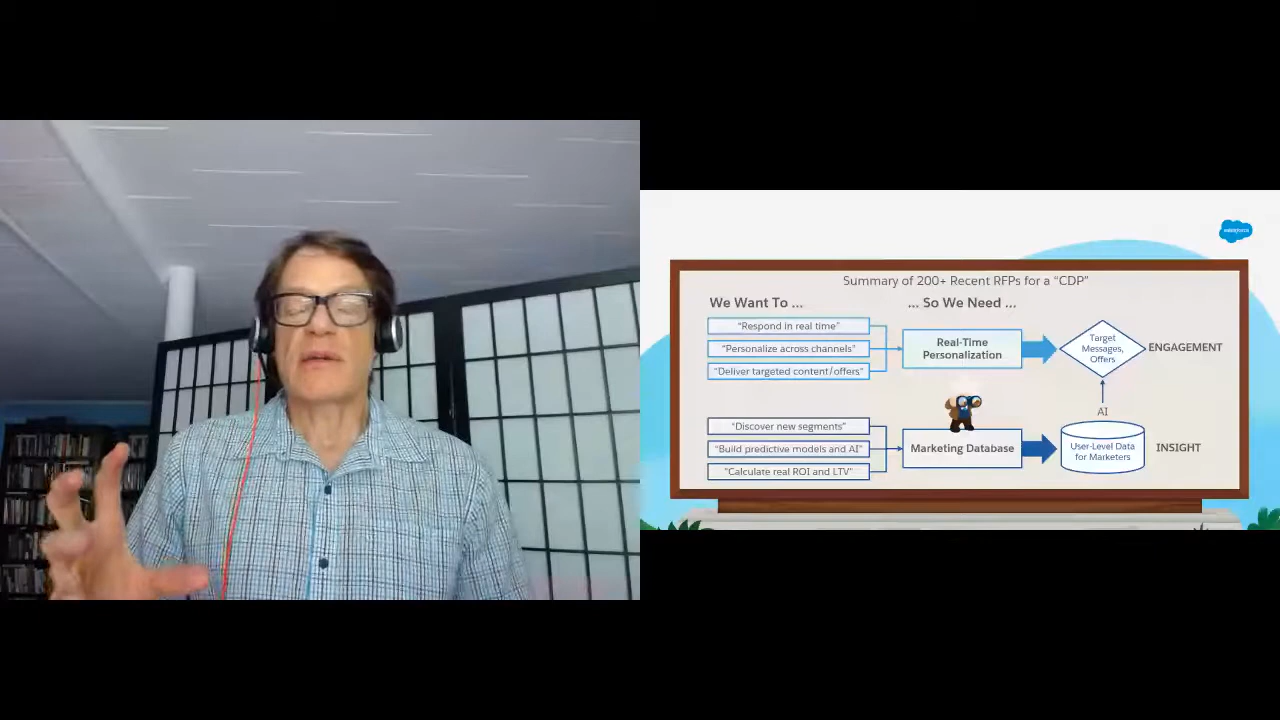 salesforce
Summary of 200+ Recent RFPs for a “CDP”
We Want To ...
... So We Need ...
“Respond in real time”
“Personalize across channels”
“Deliver targeted content/offers”
Real-Time
Personalization
Target
Messages,
Offers
ENGAGEMENT
AI
“Discover new segments”
“Build predictive models and AI”
“Calculate real ROI and LTV”
Marketing Database
User-Level Data
for Marketers
INSIGHT